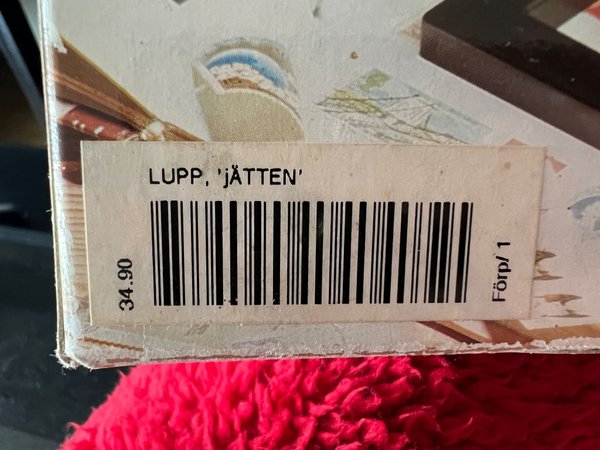 LUPP, 'jÄTTEN'
34.90
Förp/ 1